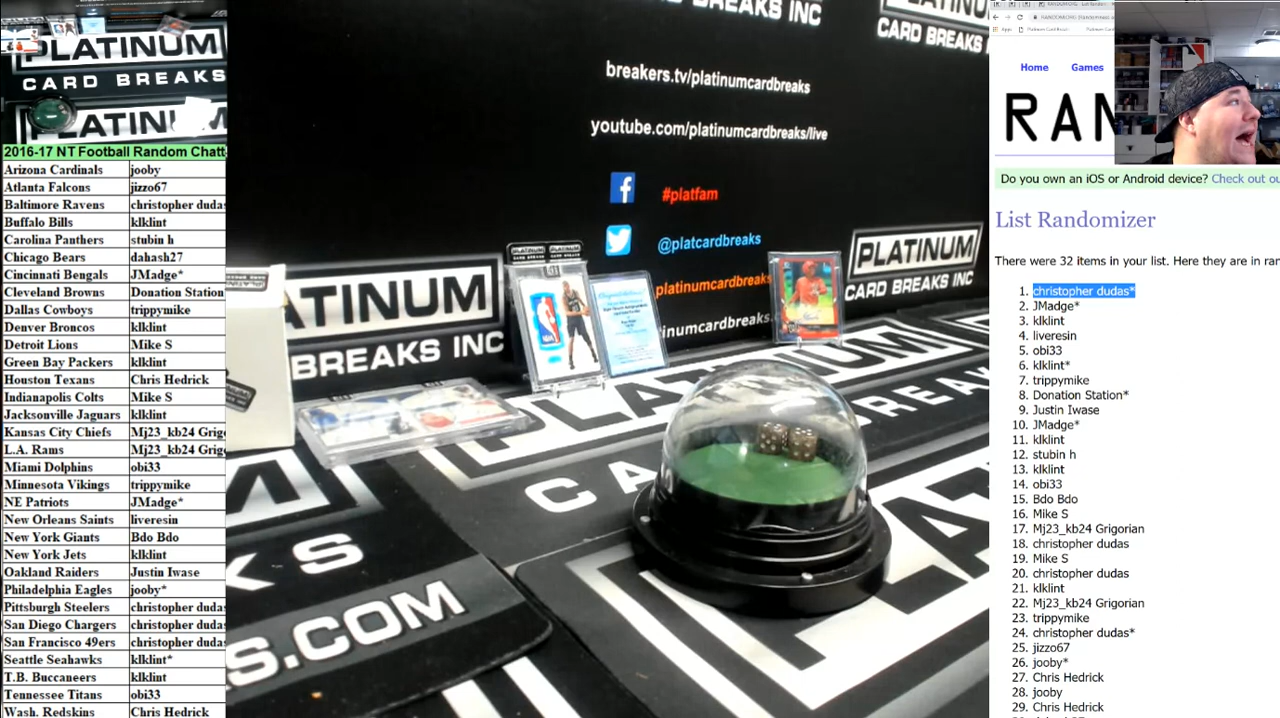 PLATINUM
CARD BREAKS
PLATINUM
2016-17 NT Football Random Chatt
Arizona Cardinals jooby
Atlanta Falcons jizzo67
Baltimore Ravens christopher dudas
Buffalo Bills klklint
Carolina Panthers stubin h
Chicago Bears dahash27
Cincinnati Bengals JMadge*
Cleveland Browns Donation Station
Dallas Cowboys trippymike
Denver Broncos klklint
Detroit Lions Mike S
Green Bay Packers klklint
Houston Texans Chris Hedrick
Indianapolis Colts Mike S
Jacksonville Jaguars klklint
Kansas City Chiefs Mj23_kb24 Grigo
L.A. Rams Mj23_kb24 Grigo
Miami Dolphins obi33
Minnesota Vikings trippymike
NE Patriots JMadge*
New Orleans Saints liveresin
New York Giants Bdo Bdo
New York Jets klklint
Oakland Raiders Justin Iwase
Philadelphia Eagles jooby*
Pittsburgh Steelers christopher dudas
San Diego Chargers christopher dudas
San Francisco 49ers christopher dudas
Seattle Seahawks klklint*
T.B. Buccaneers klklint
Tennessee Titans obi33
Wash. Redskins Chris Hedrick
CARD BREAKS INC
CARD BREAKS INC
breakers.tv/platinumcardbreaks
youtube.com/platinumcardbreaks/live
#platfam
@platcardbreaks
platinumcardbreaks
inumcardbreaks.
PLATINUM
CARD BREAKS INC
ATINUM
BREAKS INC
PLATINUM
CA
BREAK
KS
S.COM
Home Games
RAN
Do you own an iOS or Android device? Check out ou
List Randomizer
There were 32 items in your list. Here they are in ran
1. christopher dudas*
2. JMadge*
3. klklint
4. liveresin
5. obi33
6. klklint*
7. trippymike
8. Donation Station*
9. Justin Iwase
10. JMadge*
11. klklint
12. stubin h
13. klklint
14. obi33
15. Bdo Bdo
16. Mike S
17. Mj23_kb24 Grigorian
18. christopher dudas
19. Mike S
20. christopher dudas
21. klklint
22. Mj23_kb24 Grigorian
23. trippymike
24. christopher dudas*
25. jizzo67
26. jooby*
27. Chris Hedrick
28. jooby
29. Chris Hedrick